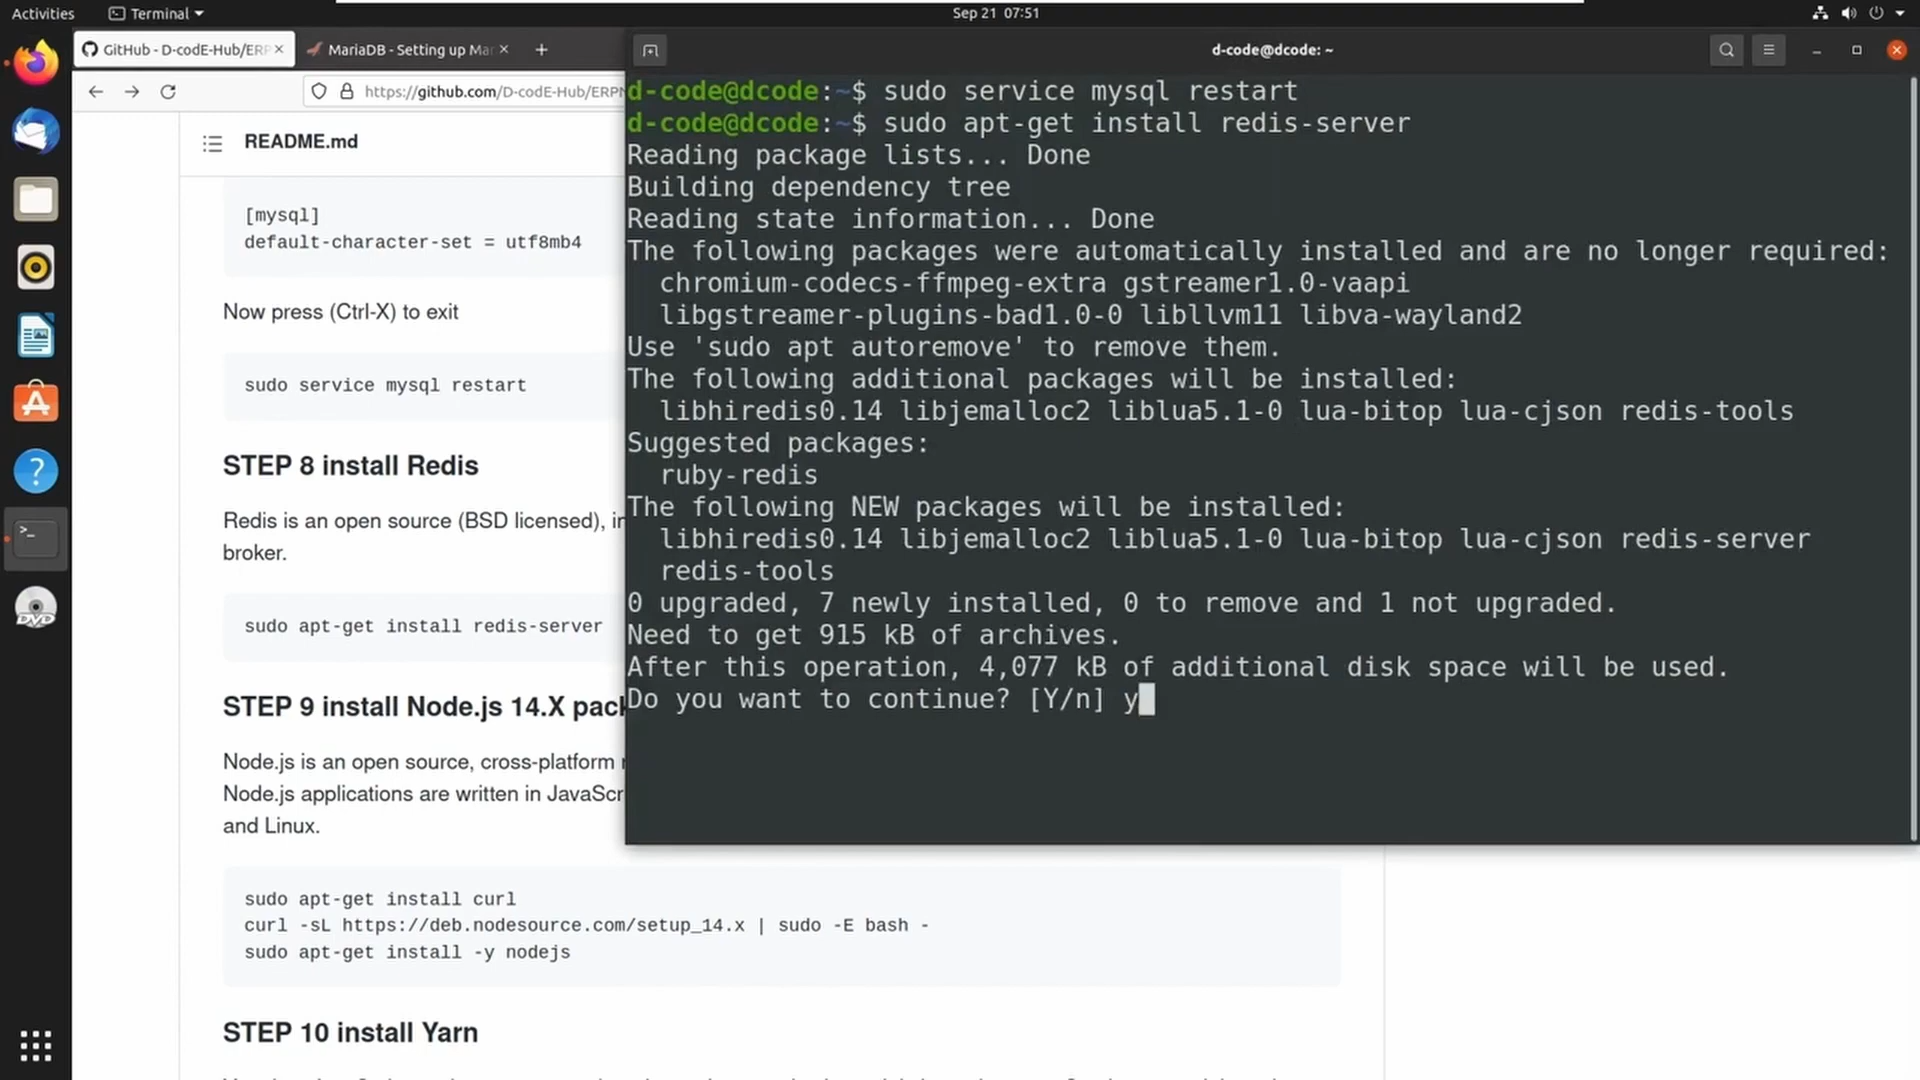 Activities
Terminal
Sep 21 07:51
GitHub - D-codE-Hub/ERP
MariaDB - Setting up Mar
https://github.com/D-codE-Hub/ERPN
README.md
[mysql]
default-character-set = utf8mb4
Now press (Ctrl-X) to exit
sudo service mysql restart
STEP 8 install Redis
Redis is an open source (BSD licensed), in
broker.
sudo apt-get install redis-server
STEP 9 install Node.js 14.X pack
Node.js is an open source, cross-platform r
Node.js applications are written in JavaScr
and Linux.
sudo apt-get install curl
curl -sL https://deb.nodesource.com/setup_14.x | sudo -E bash -
sudo apt-get install -y nodejs
STEP 10 install Yarn
d-code@dcode: ~
d-code@dcode:~$ sudo service mysql restart
d-code@dcode:~$ sudo apt-get install redis-server
Reading package lists... Done
Building dependency tree
Reading state information... Done
The following packages were automatically installed and are no longer required:
chromium-codecs-ffmpeg-extra gstreamer1.0-vaapi
libgstreamer-plugins-bad1.0-0 libllvm11 libva-wayland2
Use 'sudo apt autoremove' to remove them.
The following additional packages will be installed:
libhiredis0.14 libjemalloc2 liblua5.1-0 lua-bitop lua-cjson redis-tools
Suggested packages:
ruby-redis
The following NEW packages will be installed:
libhiredis0.14 libjemalloc2 liblua5.1-0 lua-bitop lua-cjson redis-server
redis-tools
0 upgraded, 7 newly installed, 0 to remove and 1 not upgraded.
Need to get 915 kB of archives.
After this operation, 4,077 kB of additional disk space will be used.
Do you want to continue? [Y/n] y
DVD